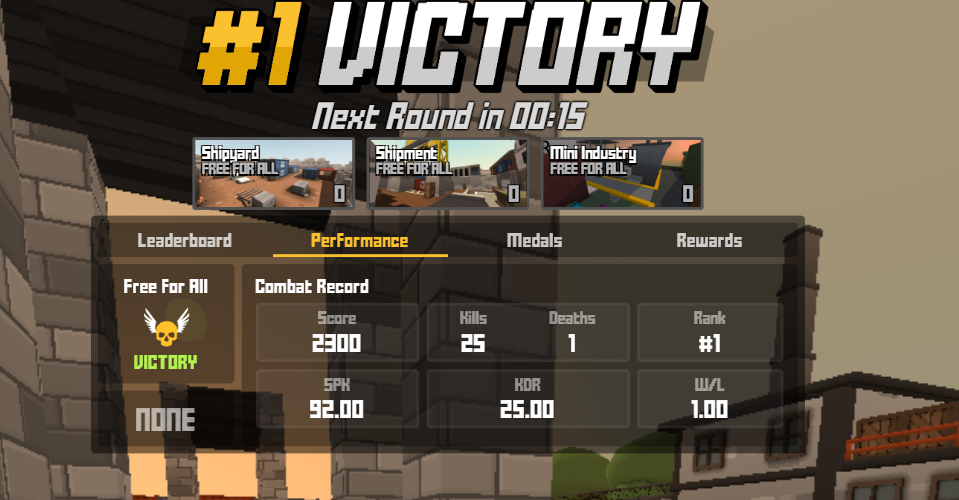 #1 VICTORY
Next Round in 00:15
Shipyard
FREE FOR ALL
0
Shipment
FREE FOR ALL
0
Mini Industry
FREE FOR ALL
0
Leaderboard Performance Medals Rewards
Free For All
VICTORY
NONE
Combat Record
Score Kills Deaths Rank
2300 25 1 #1
SPK KDR W/L
92.00 25.00 1.00